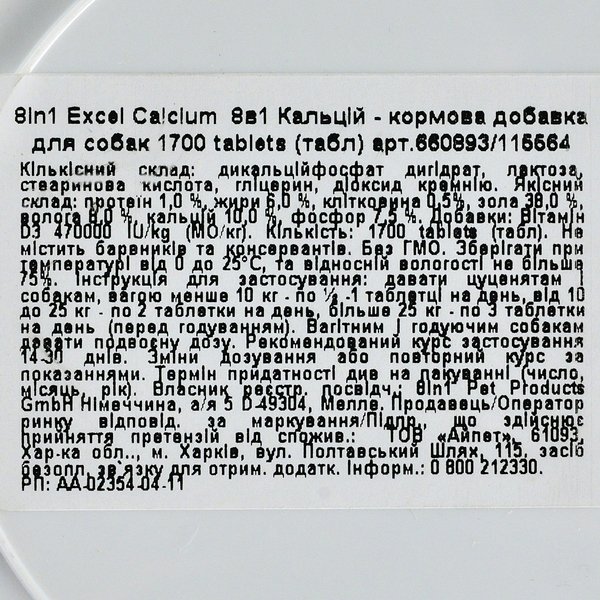 8in1 Excel Calcium 8в1 Кальцій - кормова добавка
для собак 1700 tablets (табл) арт.660893/115564
Кількісний склад: дикальційфосфат дигідрат, лактоза,
стеаринова кислота, гліцерин, діоксид кремнію. Якісний
склад: протеїн 1,0 %, жири 6,0 %, клітковина 0,5%, зола 38,0 %,
волога 8,0 %, кальцій 10,0 %, фосфор 7,5 %. Добавки: Вітамін
D3 470000 IU/kg (МО/кг). Кількість: 1700 tablets (табл). Не
містить барвників та консервантів. Без ГМО. Зберігати при
температурі від 0 до 25°С, та відносній вологості не більше
75%. Інструкція для застосування: давати цуценятам і
собакам, вагою менше 10 кг - по ½ -1 таблетці на день, від 10
до 25 кг - по 2 таблетки на день, більше 25 кг - по 3 таблетки
на день (перед годуванням). Вагітним і годуючим собакам
давати подвоєну дозу. Рекомендований курс застосування
14-30 днів. Зміни дозування або повторний курс за
показаннями. Термін придатності див на пакуванні (число,
місяць, рік). Власник реєстр. посвідч.: 8in1 Pet Products
GmbH Німеччина, а/я 5 D-49304, Мелле. Продавець/Оператор
ринку відповід. за маркування/Підпр., що здійснює
прийняття претензій від спожив.: ТОВ «Айпет», 61093,
Хар-ка обл.., м. Харків, вул. Полтавський Шлях, 115, засіб
безопл. зв`язку для отрим. додатк. Інформ.: 0 800 212330.
РП: АА-02354-04-11